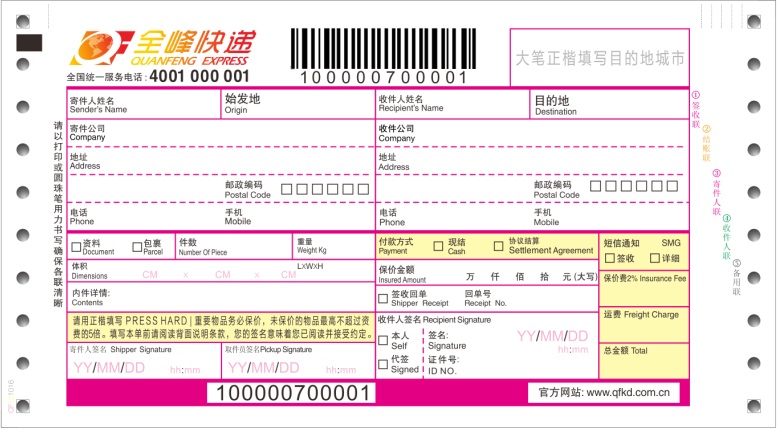 全峰快递
QUANFENG EXPRESS
全国统一服务电话：4001 000 001
100000700001
大笔正楷填写目的地城市
寄件人姓名 始发地 收件人姓名 目的地
Sender's Name Origin Recipient's Name Destination
寄件公司 收件公司
Company Company
地址 地址
Address Address
邮政编码 邮政编码
Postal Code Postal Code
电话 手机 电话 手机
Phone Mobile Phone Mobile
资料 包裹 件数 重量 付款方式 现结 协议结算 短信通知 SMG
Document Parcel Number Of Piece Weight Kg Payment Cash Settlement Agreement 签收 详细
体积 LxWxH 保价金额 保价费2% Insurance Fee
Dimensions CM x CM x CM Insured Amount 万 仟 佰 拾 元(大写)
内件详情: 签收回单 回单号
Contents Shipper Receipt Receipt No.
请用正楷填写 PRESS HARD | 重要物品务必保价，未保价的物品最高不超过资
费的5倍。填写本单前请阅读背面说明条款，您的签名意味着您已阅读并接受约定。
收件人签名 Recipient Signature 运费 Freight Charge
本人 签名: YY/MM/DD
Self Signature hh:mm
代签 证件号:
Signed ID NO.
总金额 Total
寄件人签名 Shipper Signature 取件员签名Pickup Signature
YY/MM/DD hh:mm YY/MM/DD hh:mm
100000700001 官方网站: www.qfkd.com.cn
请以打印或圆珠笔用力书写确保各联清晰
①签收联
②结帐联
③寄件人联
④收件人联
⑤备用联